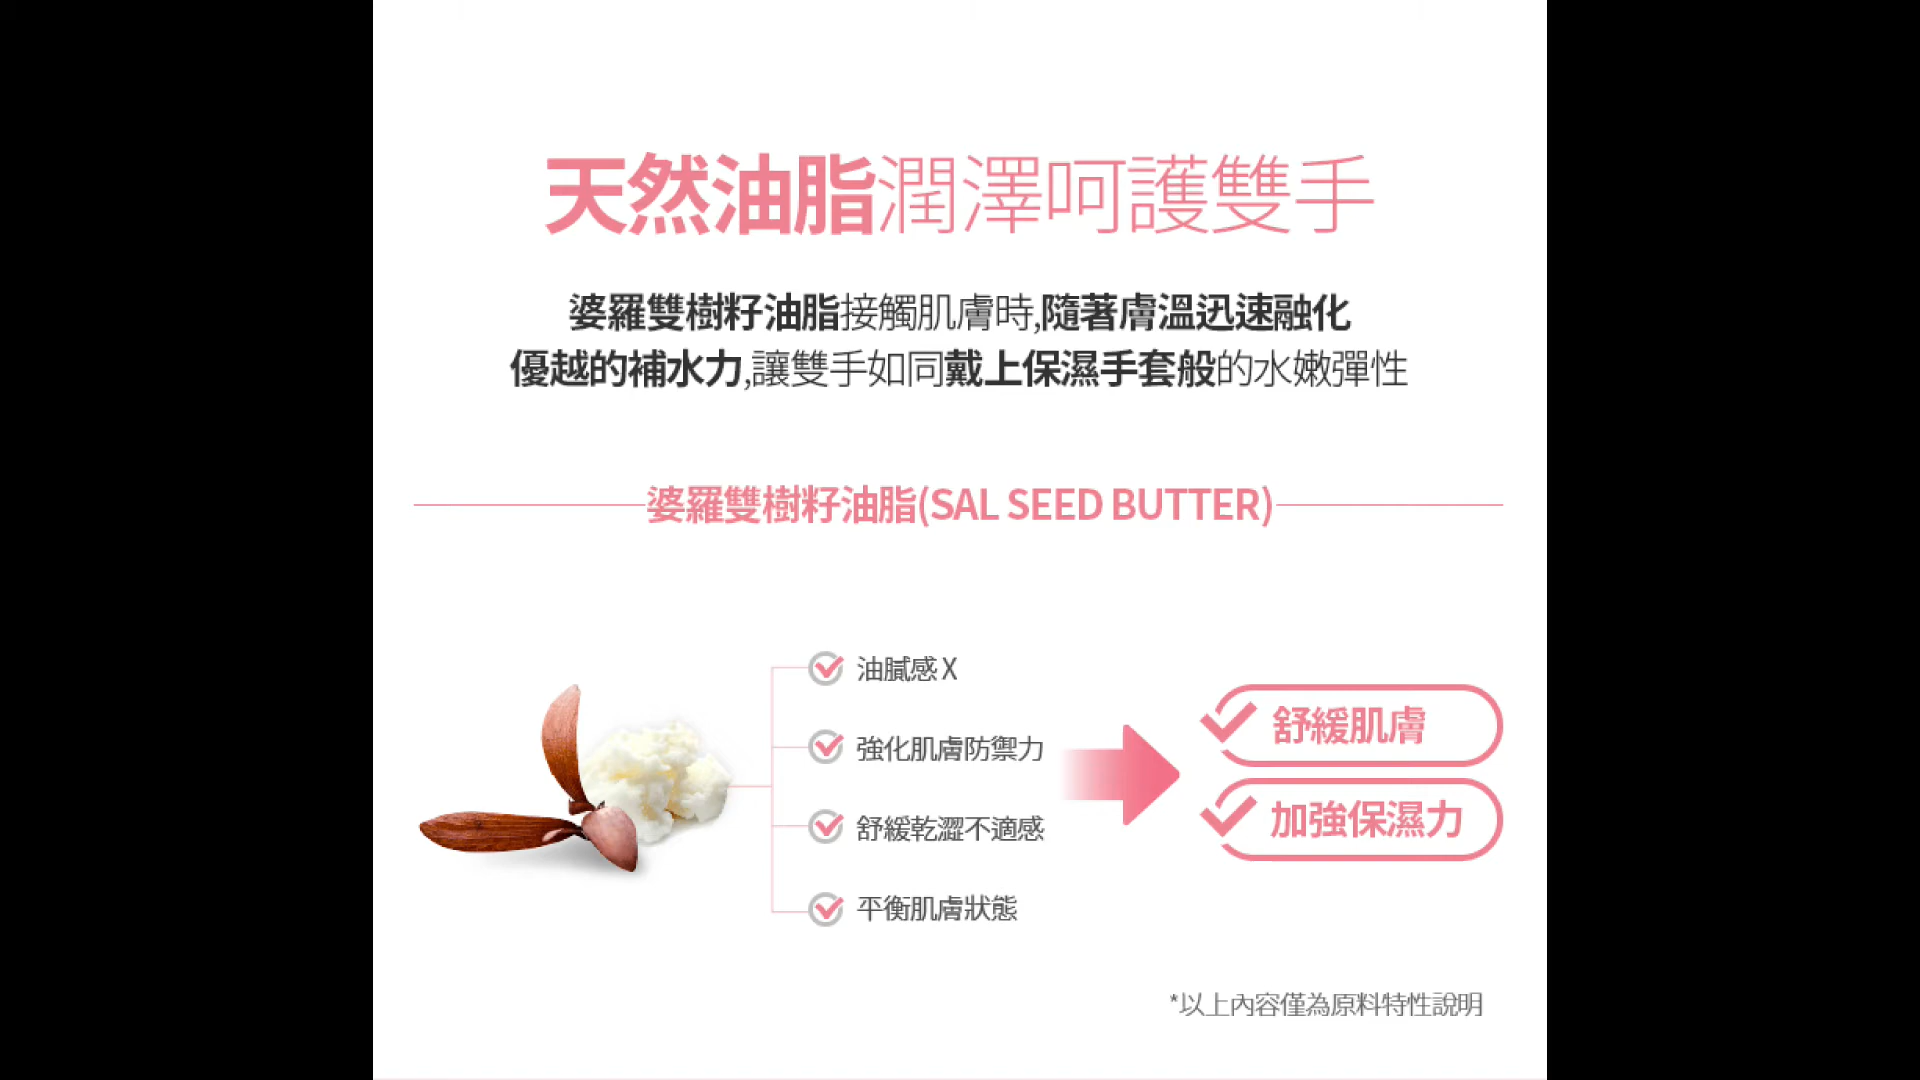 天然油脂潤澤呵護雙手
婆羅雙樹籽油脂接觸肌膚時,隨著膚溫迅速融化
優越的補水力,讓雙手如同戴上保濕手套般的水嫩彈性
婆羅雙樹籽油脂(SAL SEED BUTTER)
油膩感 X
強化肌膚防禦力
舒緩乾澀不適感
平衡肌膚狀態
舒緩肌膚
加強保濕力
*以上內容僅為原料特性說明